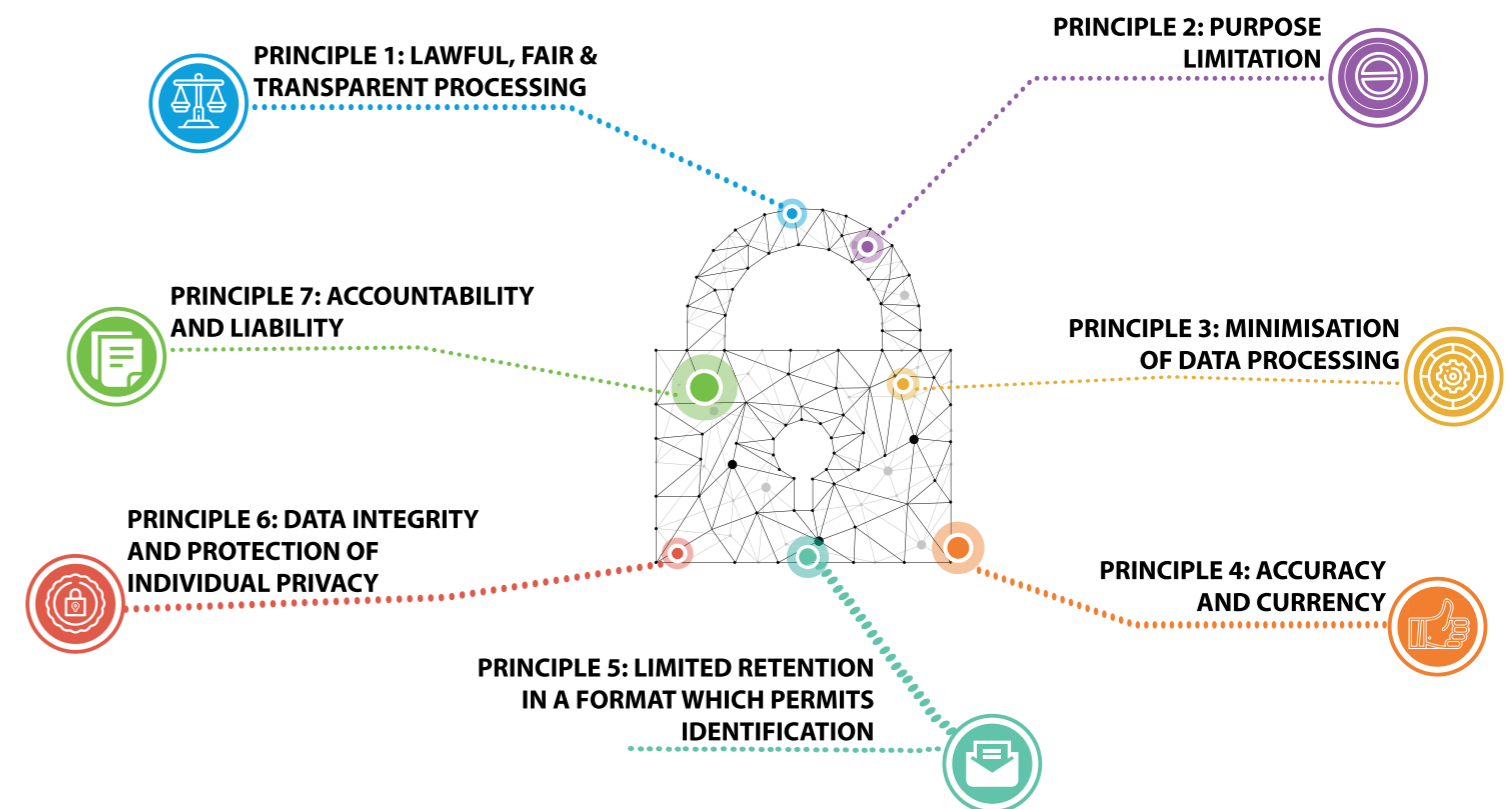 PRINCIPLE 1: LAWFUL, FAIR &
TRANSPARENT PROCESSING
PRINCIPLE 2: PURPOSE
LIMITATION
PRINCIPLE 3: MINIMISATION
OF DATA PROCESSING
PRINCIPLE 4: ACCURACY
AND CURRENCY
PRINCIPLE 5: LIMITED RETENTION
IN A FORMAT WHICH PERMITS
IDENTIFICATION
PRINCIPLE 6: DATA INTEGRITY
AND PROTECTION OF
INDIVIDUAL PRIVACY
PRINCIPLE 7: ACCOUNTABILITY
AND LIABILITY